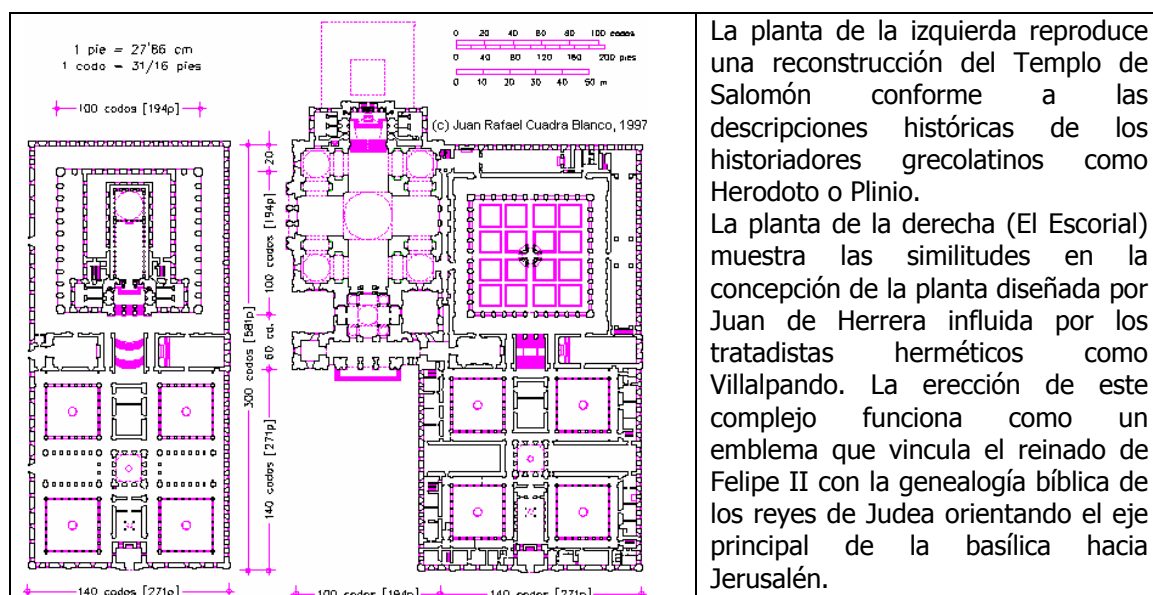 1 pie = 27'86 cm
1 codo = 31/16 pies
0 20 40 60 80 100 codos
0 40 80 120 160 200 pies
0 10 20 30 40 50 m
100 codos [194p]
(c) Juan Rafael Cuadra Blanco, 1997
20
100 codos [194p]
60 cd.
140 codos [271p]
300 codos [581p]
140 codos [271p]
100 codos [194p]
140 codos [271p]
La planta de la izquierda reproduce
una reconstrucción del Templo de
Salomón conforme a las
descripciones históricas de los
historiadores grecolatinos como
Herodoto o Plinio.
La planta de la derecha (El Escorial)
muestra las similitudes en la
concepción de la planta diseñada por
Juan de Herrera influida por los
tratadistas herméticos como
Villalpando. La erección de este
complejo funciona como un
emblema que vincula el reinado de
Felipe II con la genealogía bíblica de
los reyes de Judea orientando el eje
principal de la basílica hacia
Jerusalén.